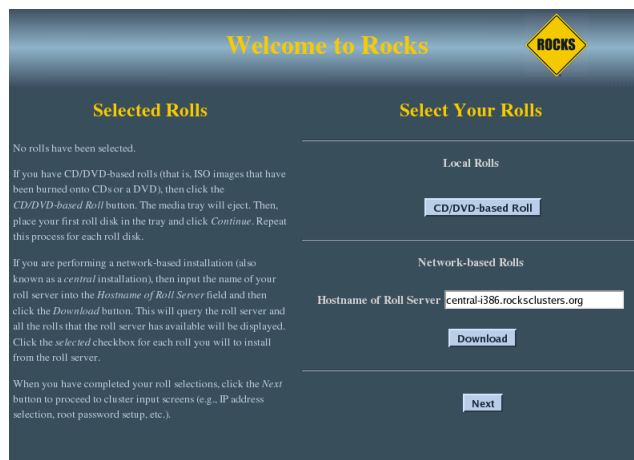 Welcome to Rocks
ROCKS
Selected Rolls
No rolls have been selected.
If you have CD/DVD-based rolls (that is, ISO images that have
been burned onto CDs or a DVD), then click the
CD/DVD-based Roll button. The media tray will eject. Then,
place your first roll disk in the tray and click Continue. Repeat
this process for each roll disk.
If you are performing a network-based installation (also
known as a central installation), then input the name of your
roll server into the Hostname of Roll Server field and then
click the Download button. This will query the roll server and
all the rolls that the roll server has available will be displayed.
Click the selected checkbox for each roll you will to install
from the roll server.
When you have completed your roll selections, click the Next
button to proceed to cluster input screens (e.g., IP address
selection, root password setup, etc.).
Select Your Rolls
Local Rolls
CD/DVD-based Roll
Network-based Rolls
Hostname of Roll Server central-i386.rocksclusters.org
Download
Next